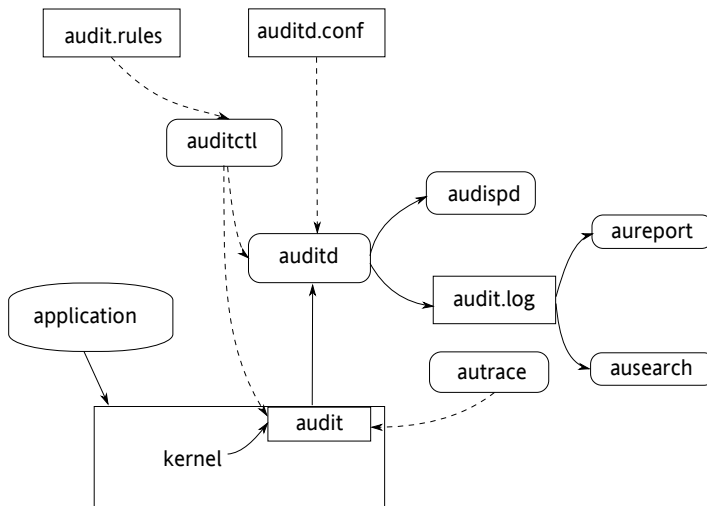 audit.rules
auditd.conf
auditctl
audispd
aureport
auditd
audit.log
application
autrace
ausearch
audit
kernel